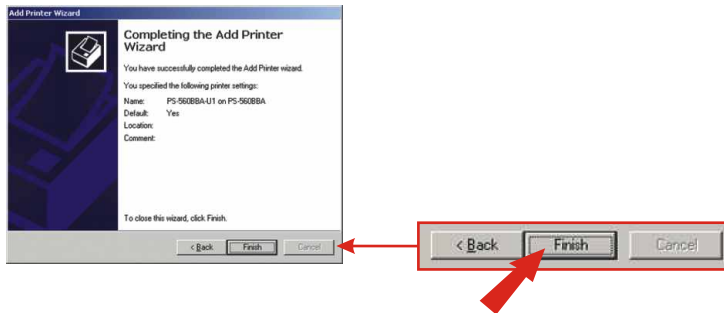 Add Printer Wizard
Completing the Add Printer
Wizard
You have successfully completed the Add Printer wizard.
You specified the following printer settings:
Name: PS-560BBA-U1 on PS-560BBA
Default: Yes
Location:
Comment:
To close this wizard, click Finish.
< Back Finish Cancel
< Back Finish Cancel